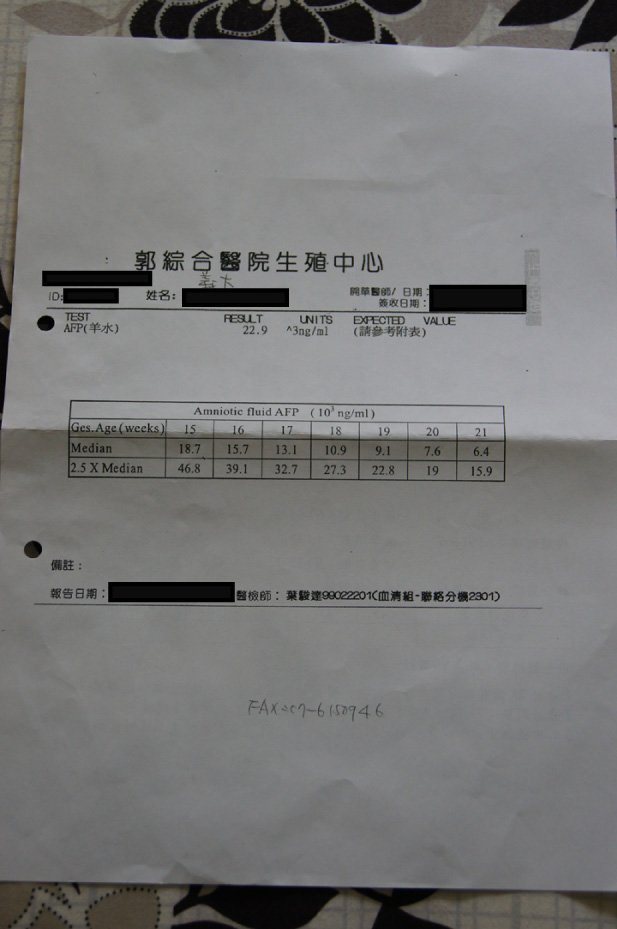 郭綜合醫院生殖中心
義大
ID: 姓名: 開單醫師/ 日期:
簽收日期:
TEST RESULT UNITS EXPECTED VALUE
AFP(羊水) 22.9 ^3ng/ml (請參考附表)
Amniotic fluid AFP (10³ ng/ml)
Ges.Age(weeks) 15 16 17 18 19 20 21
Median 18.7 15.7 13.1 10.9 9.1 7.6 6.4
2.5 X Median 46.8 39.1 32.7 27.3 22.8 19 15.9
備註:
報告日期: 醫檢師: 葉駿達99022201(血清組-聯絡分機2301)
FAX:07-6150946